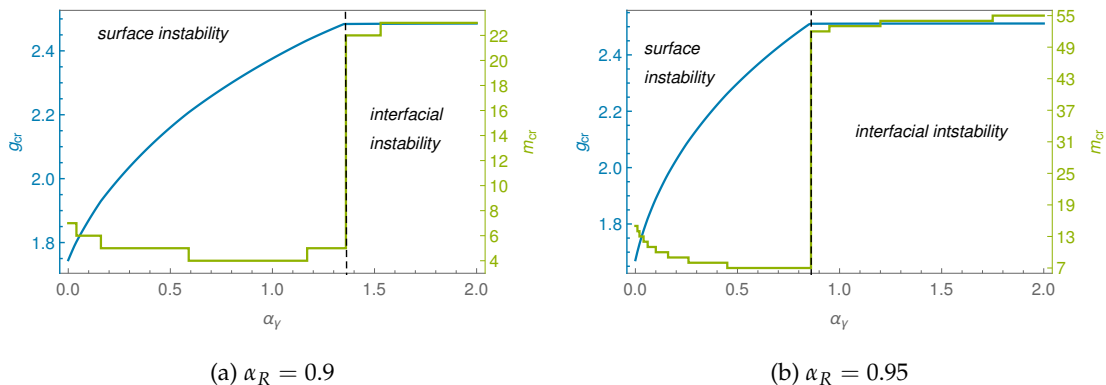 surface instability
interfacial
instability
2.4
2.2
2.0
1.8
g_cr
22
20
18
16
14
12
10
8
6
4
m_cr
0.0 0.5 1.0 1.5 2.0
α_γ
(a) α_R = 0.9
surface
instability
interfacial intstability
2.4
2.2
2.0
1.8
g_cr
55
49
43
37
31
25
19
13
7
m_cr
0.0 0.5 1.0 1.5 2.0
α_γ
(b) α_R = 0.95